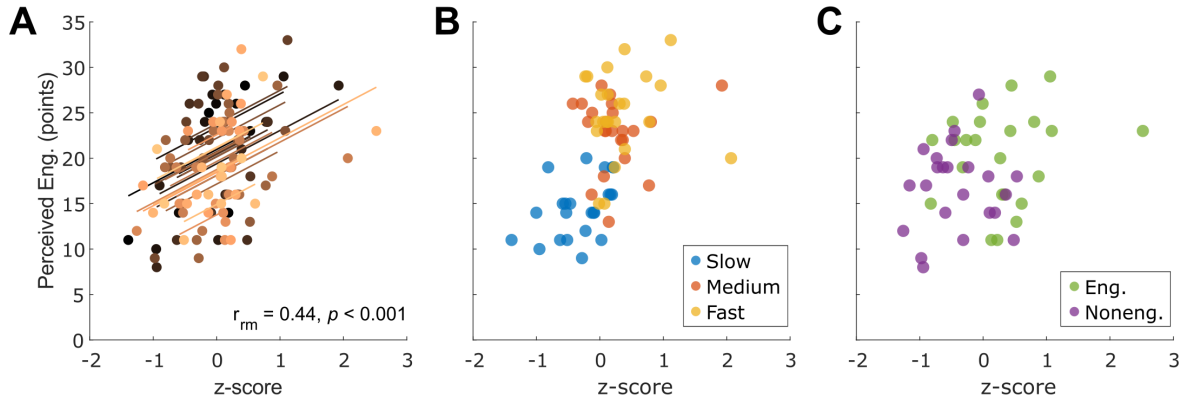 A
B
C
Perceived Eng. (points)
35
30
25
20
15
10
5
0
r_rm = 0.44, p < 0.001
Slow
Medium
Fast
Eng.
Noneng.
-2 -1 0 1 2 3
-2 -1 0 1 2 3
-2 -1 0 1 2 3
z-score
z-score
z-score